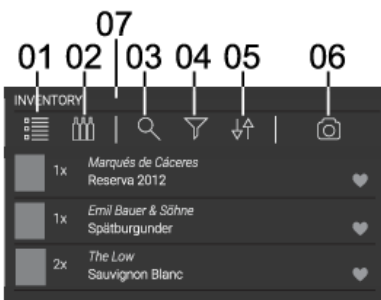 07
01 02 03 04 05 06
INVENTORY
1x Marqués de Cáceres
Reserva 2012
1x Emil Bauer & Söhne
Spätburgunder
2x The Low
Sauvignon Blanc